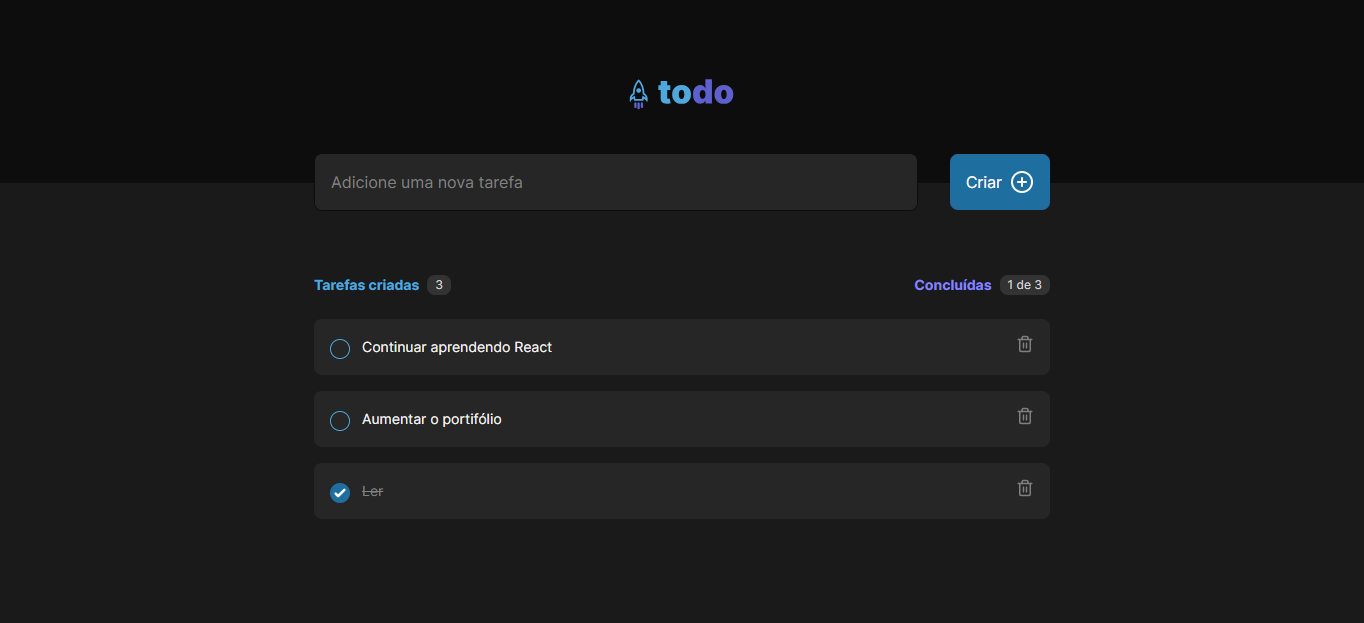 todo
Adicione uma nova tarefa
Criar
Tarefas criadas 3
Concluídas 1 de 3
Continuar aprendendo React
Aumentar o portifólio
Ler